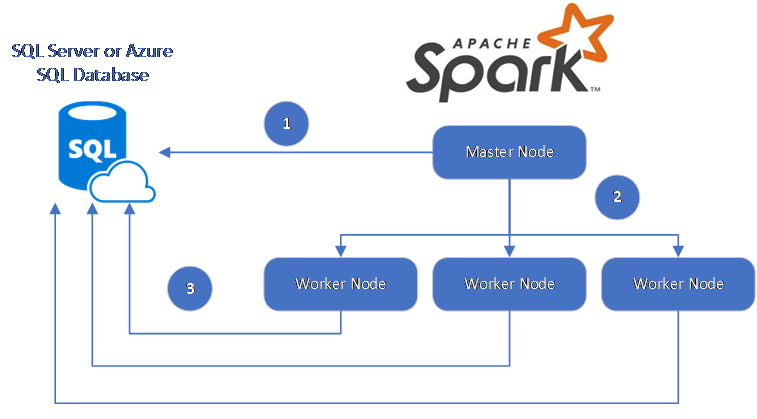 SQL Server or Azure
SQL Database
APACHE
Spark™
SQL
1
Master Node
2
Worker Node
Worker Node
Worker Node
3